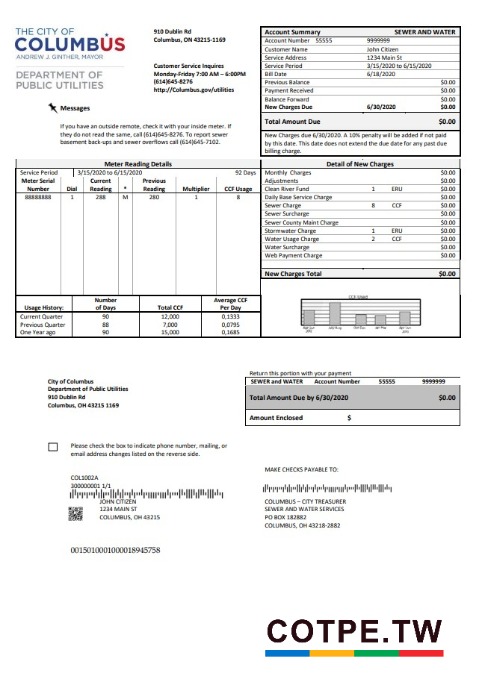 THE CITY OF
COLUMBUS
ANDREW J. GINTHER, MAYOR
DEPARTMENT OF
PUBLIC UTILITIES
910 Dublin Rd
Columbus, ON 43215-1169
Customer Service Inquires
Monday-Friday 7:00 AM – 6:00PM
(614)645-8276
http://Columbus.gov/utilities
Messages
If you have an outside remote, check it with your inside meter. If
they do not read the same, call (614)645-8276. To report sewer
basement back-ups and sewer overflows call (614)645-7102.
Account Summary SEWER AND WATER
Account Number 55555 9999999
Customer Name John Citizen
Service Address 1234 Main St
Service Period 3/15/2020 to 6/15/2020
Bill Date 6/18/2020
Previous Balance $0.00
Payment Received $0.00
Balance Forward $0.00
New Charges Due 6/30/2020 $0.00
Total Amount Due $0.00
New Charges due 6/30/2020. A 10% penalty will be added if not paid
by this date. This date does not extend the due date for any past due
billing charge.
Meter Reading Details
Service Period 3/15/2020 to 6/15/2020 92 Days
Meter Serial Number Dial Current Reading * Previous Reading Multiplier CCF Usage
88888888 1 288 M 280 1 8
Usage History: Number of Days Total CCF Average CCF Per Day
Current Quarter 90 12,000 0,1333
Previous Quarter 88 7,000 0,0795
One Year ago 90 15,000 0,1685
Detail of New Charges
Monthly Charges $0.00
Adjustments $0.00
Clean River Fund 1 ERU $0.00
Daily Base Service Charge $0.00
Sewer Charge 8 CCF $0.00
Sewer Surcharge $0.00
Sewer County Maint Charge $0.00
Stormwater Charge 1 ERU $0.00
Water Usage Charge 2 CCF $0.00
Water Surcharge $0.00
Web Payment Charge $0.00
New Charges Total $0.00
CCF Used
City of Columbus
Department of Public Utilities
910 Dublin Rd
Columbus, OH 43215 1169
Return this portion with your payment
SEWER and WATER Account Number 55555 9999999
Total Amount Due by 6/30/2020 $0.00
Amount Enclosed $
Please check the box to indicate phone number, mailing, or
email address changes listed on the reverse side.
COL1002A
300000001 1/1
JOHN CITIZEN
1234 MAIN ST
COLUMBUS, OH 43215
MAKE CHECKS PAYABLE TO:
COLUMBUS – CITY TREASURER
SEWER AND WATER SERVICES
PO BOX 182882
COLUMBUS, OH 43218-2882
0015010001000018945758
COTPE.TW